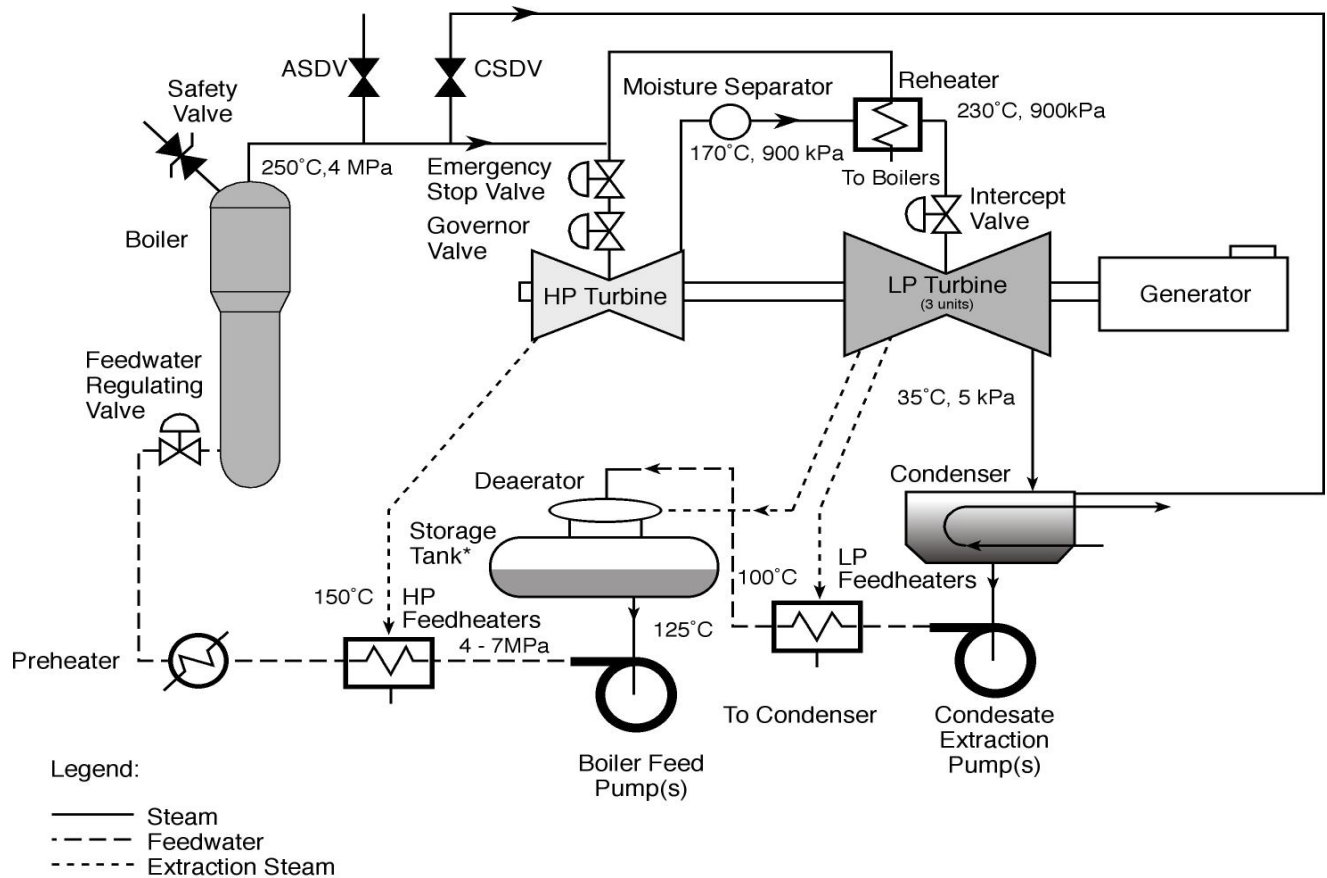 ASDV
CSDV
Safety
Valve
Moisture Separator
Reheater
230˚C, 900kPa
250˚C,4 MPa
Emergency
Stop Valve
170˚C, 900 kPa
To Boilers
Governor
Valve
Intercept
Valve
Boiler
HP Turbine
LP Turbine
(3 units)
Generator
Feedwater
Regulating
Valve
35˚C, 5 kPa
Condenser
Deaerator
Storage
Tank*
LP
Feedheaters
100˚C
150˚C
HP
Feedheaters
4 - 7MPa
125˚C
Preheater
To Condenser
Condesate
Extraction
Pump(s)
Boiler Feed
Pump(s)
Legend:
Steam
Feedwater
Extraction Steam